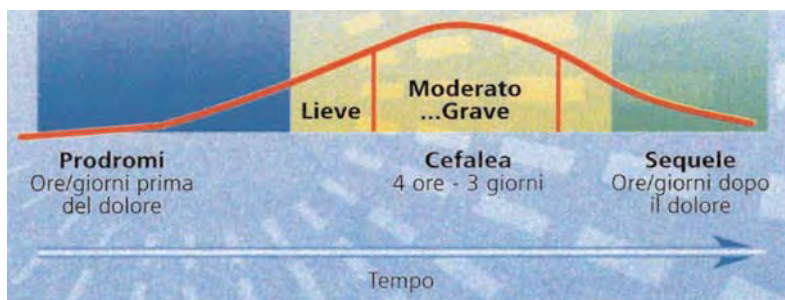 Lieve
Moderato
...Grave
Prodromi
Ore/giorni prima
del dolore
Cefalea
4 ore - 3 giorni
Sequele
Ore/giorni dopo
il dolore
Tempo